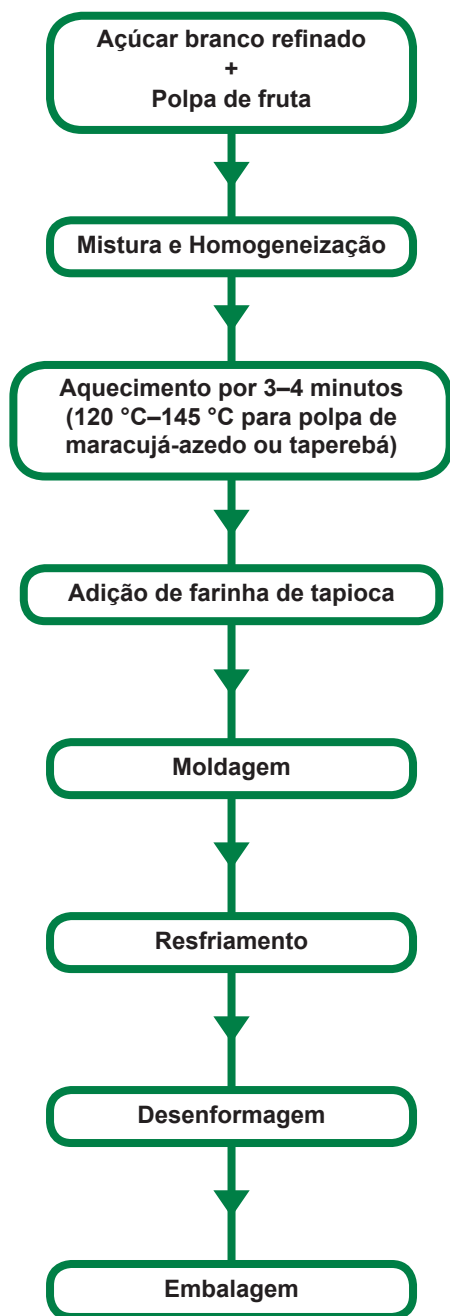 Açúcar branco refinado
+
Polpa de fruta
Mistura e Homogeneização
Aquecimento por 3–4 minutos
(120 °C–145 °C para polpa de
maracujá-azedo ou taperebá)
Adição de farinha de tapioca
Moldagem
Resfriamento
Desenformagem
Embalagem